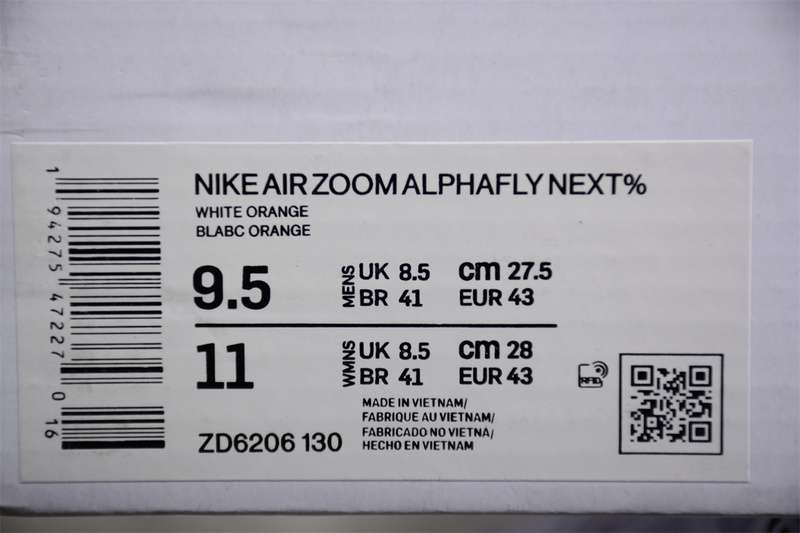 NIKE AIR ZOOM ALPHAFLY NEXT%
WHITE ORANGE
BLABC ORANGE
9.5 MENS UK 8.5 cm 27.5
BR 41 EUR 43
11 WMNS UK 8.5 cm 28
BR 41 EUR 43
MADE IN VIETNAM/
FABRIQUE AU VIETNAM/
FABRICADO NO VIETNA/
HECHO EN VIETNAM
ZD6206 130
RFID
1 94275 47227 0 16